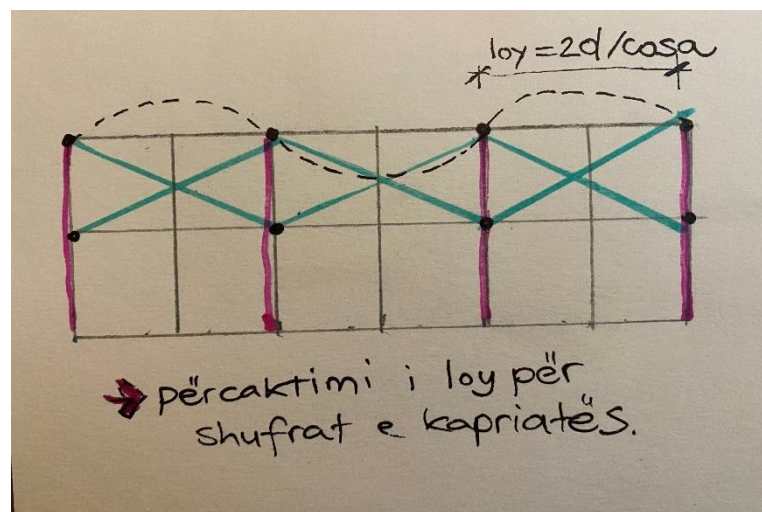 loy = 2d/cosa
përcaktimi i loy për
shufrat e kapriatës.